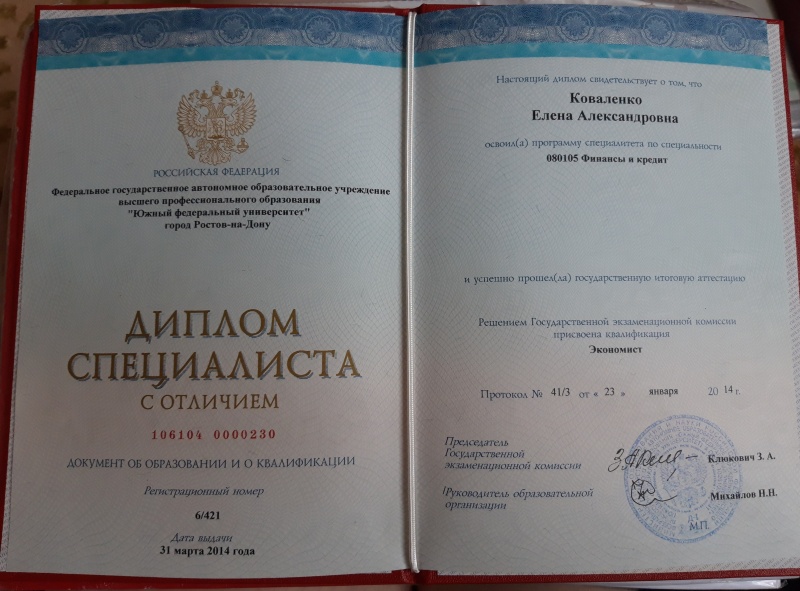 РОССИЙСКАЯ ФЕДЕРАЦИЯ
Федеральное государственное автономное образовательное учреждение
высшего профессионального образования
"Южный федеральный университет"
город Ростов-на-Дону
ДИПЛОМ
СПЕЦИАЛИСТА
С ОТЛИЧИЕМ
106104 0000230
ДОКУМЕНТ ОБ ОБРАЗОВАНИИ И О КВАЛИФИКАЦИИ
Регистрационный номер
6/421
Дата выдачи
31 марта 2014 года
Настоящий диплом свидетельствует о том, что
Коваленко
Елена Александровна
освоил(а) программу специалитета по специальности
080105 Финансы и кредит
и успешно прошел(ла) государственную итоговую аттестацию
Решением Государственной экзаменационной комиссии
присвоена квалификация
Экономист
Протокол № 41/3 от « 23 » января 2014 г.
Председатель
Государственной
экзаменационной комиссии
Клюкович З. А.
Руководитель образовательной
организации
Михайлов Н.Н.
М.П.